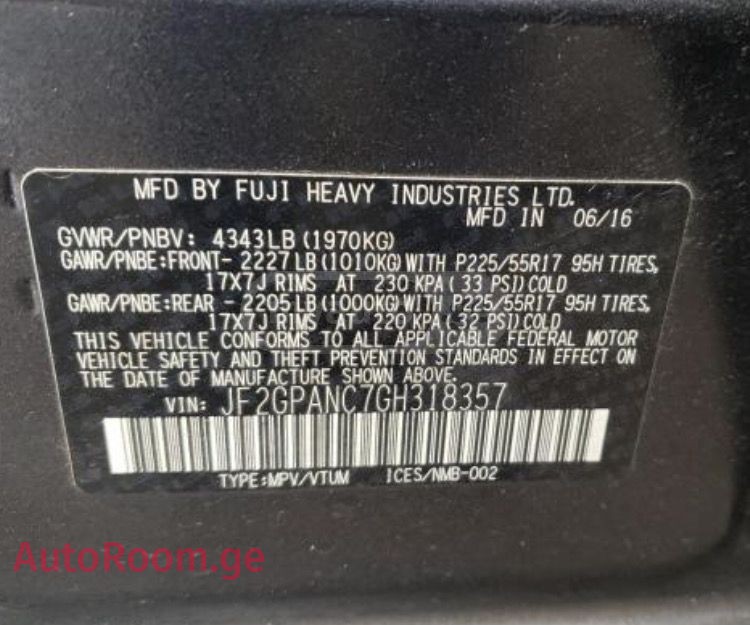 MFD BY FUJI HEAVY INDUSTRIES LTD.
MFD IN 06/16
GVWR/PNBV: 4343LB (1970KG)
GAWR/PNBE:FRONT- 2227LB (1010KG) WITH P225/55R17 95H TIRES,
17X7J RIMS AT 230 KPA ( 33 PSI) COLD
GAWR/PNBE:REAR - 2205LB (1000KG) WITH P225/55R17 95H TIRES,
17X7J RIMS AT 220 KPA (32 PSI) COLD
THIS VEHICLE CONFORMS TO ALL APPLICABLE FEDERAL MOTOR
VEHICLE SAFETY AND THEFT PREVENTION STANDARDS IN EFFECT ON
THE DATE OF MANUFACTURE SHOWN ABOVE.
VIN: JF2GPANC7GH318357
TYPE:MPV/VTUM ICES/NMB-002
AutoRoom.ge